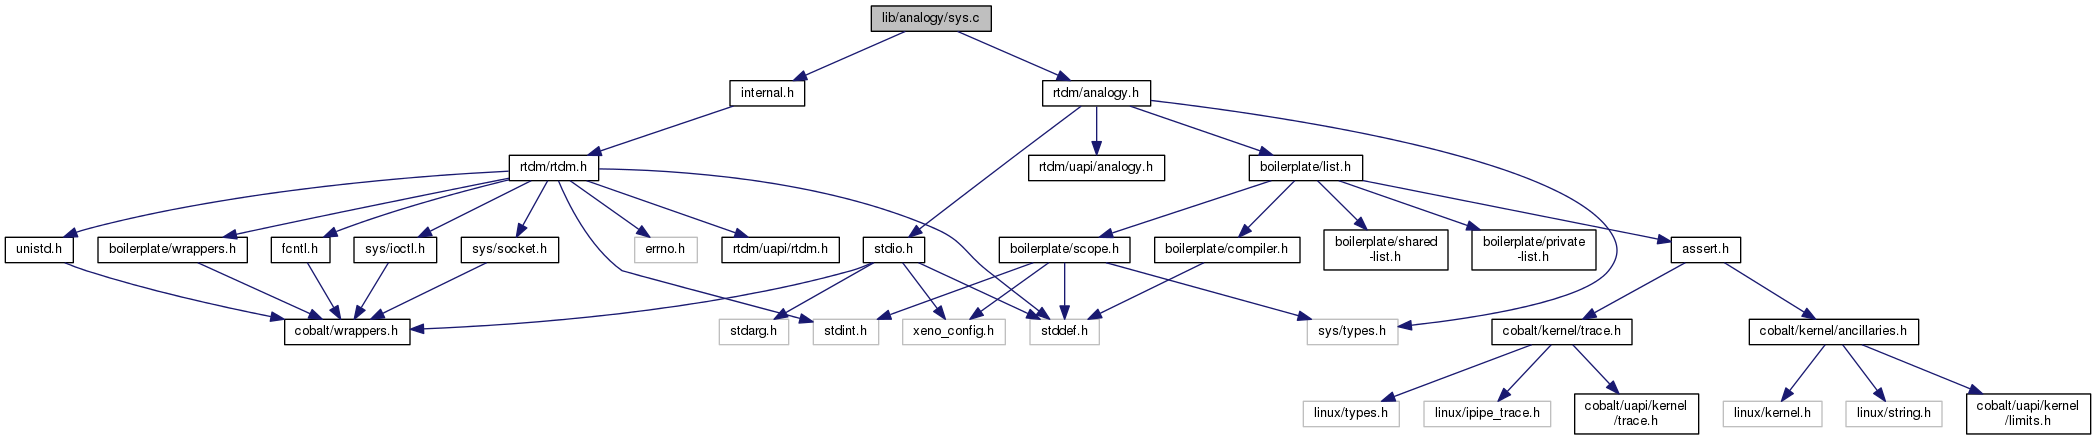 lib/analogy/sys.c
internal.h
rtdm/analogy.h
rtdm/rtdm.h
rtdm/uapi/analogy.h
boilerplate/list.h
unistd.h
boilerplate/wrappers.h
fcntl.h
sys/ioctl.h
sys/socket.h
errno.h
rtdm/uapi/rtdm.h
stdio.h
boilerplate/scope.h
boilerplate/compiler.h
boilerplate/shared
-list.h
boilerplate/private
-list.h
assert.h
cobalt/wrappers.h
stdarg.h
stdint.h
xeno_config.h
stddef.h
sys/types.h
cobalt/kernel/trace.h
cobalt/kernel/ancillaries.h
linux/types.h
linux/ipipe_trace.h
cobalt/uapi/kernel
/trace.h
linux/kernel.h
linux/string.h
cobalt/uapi/kernel
/limits.h